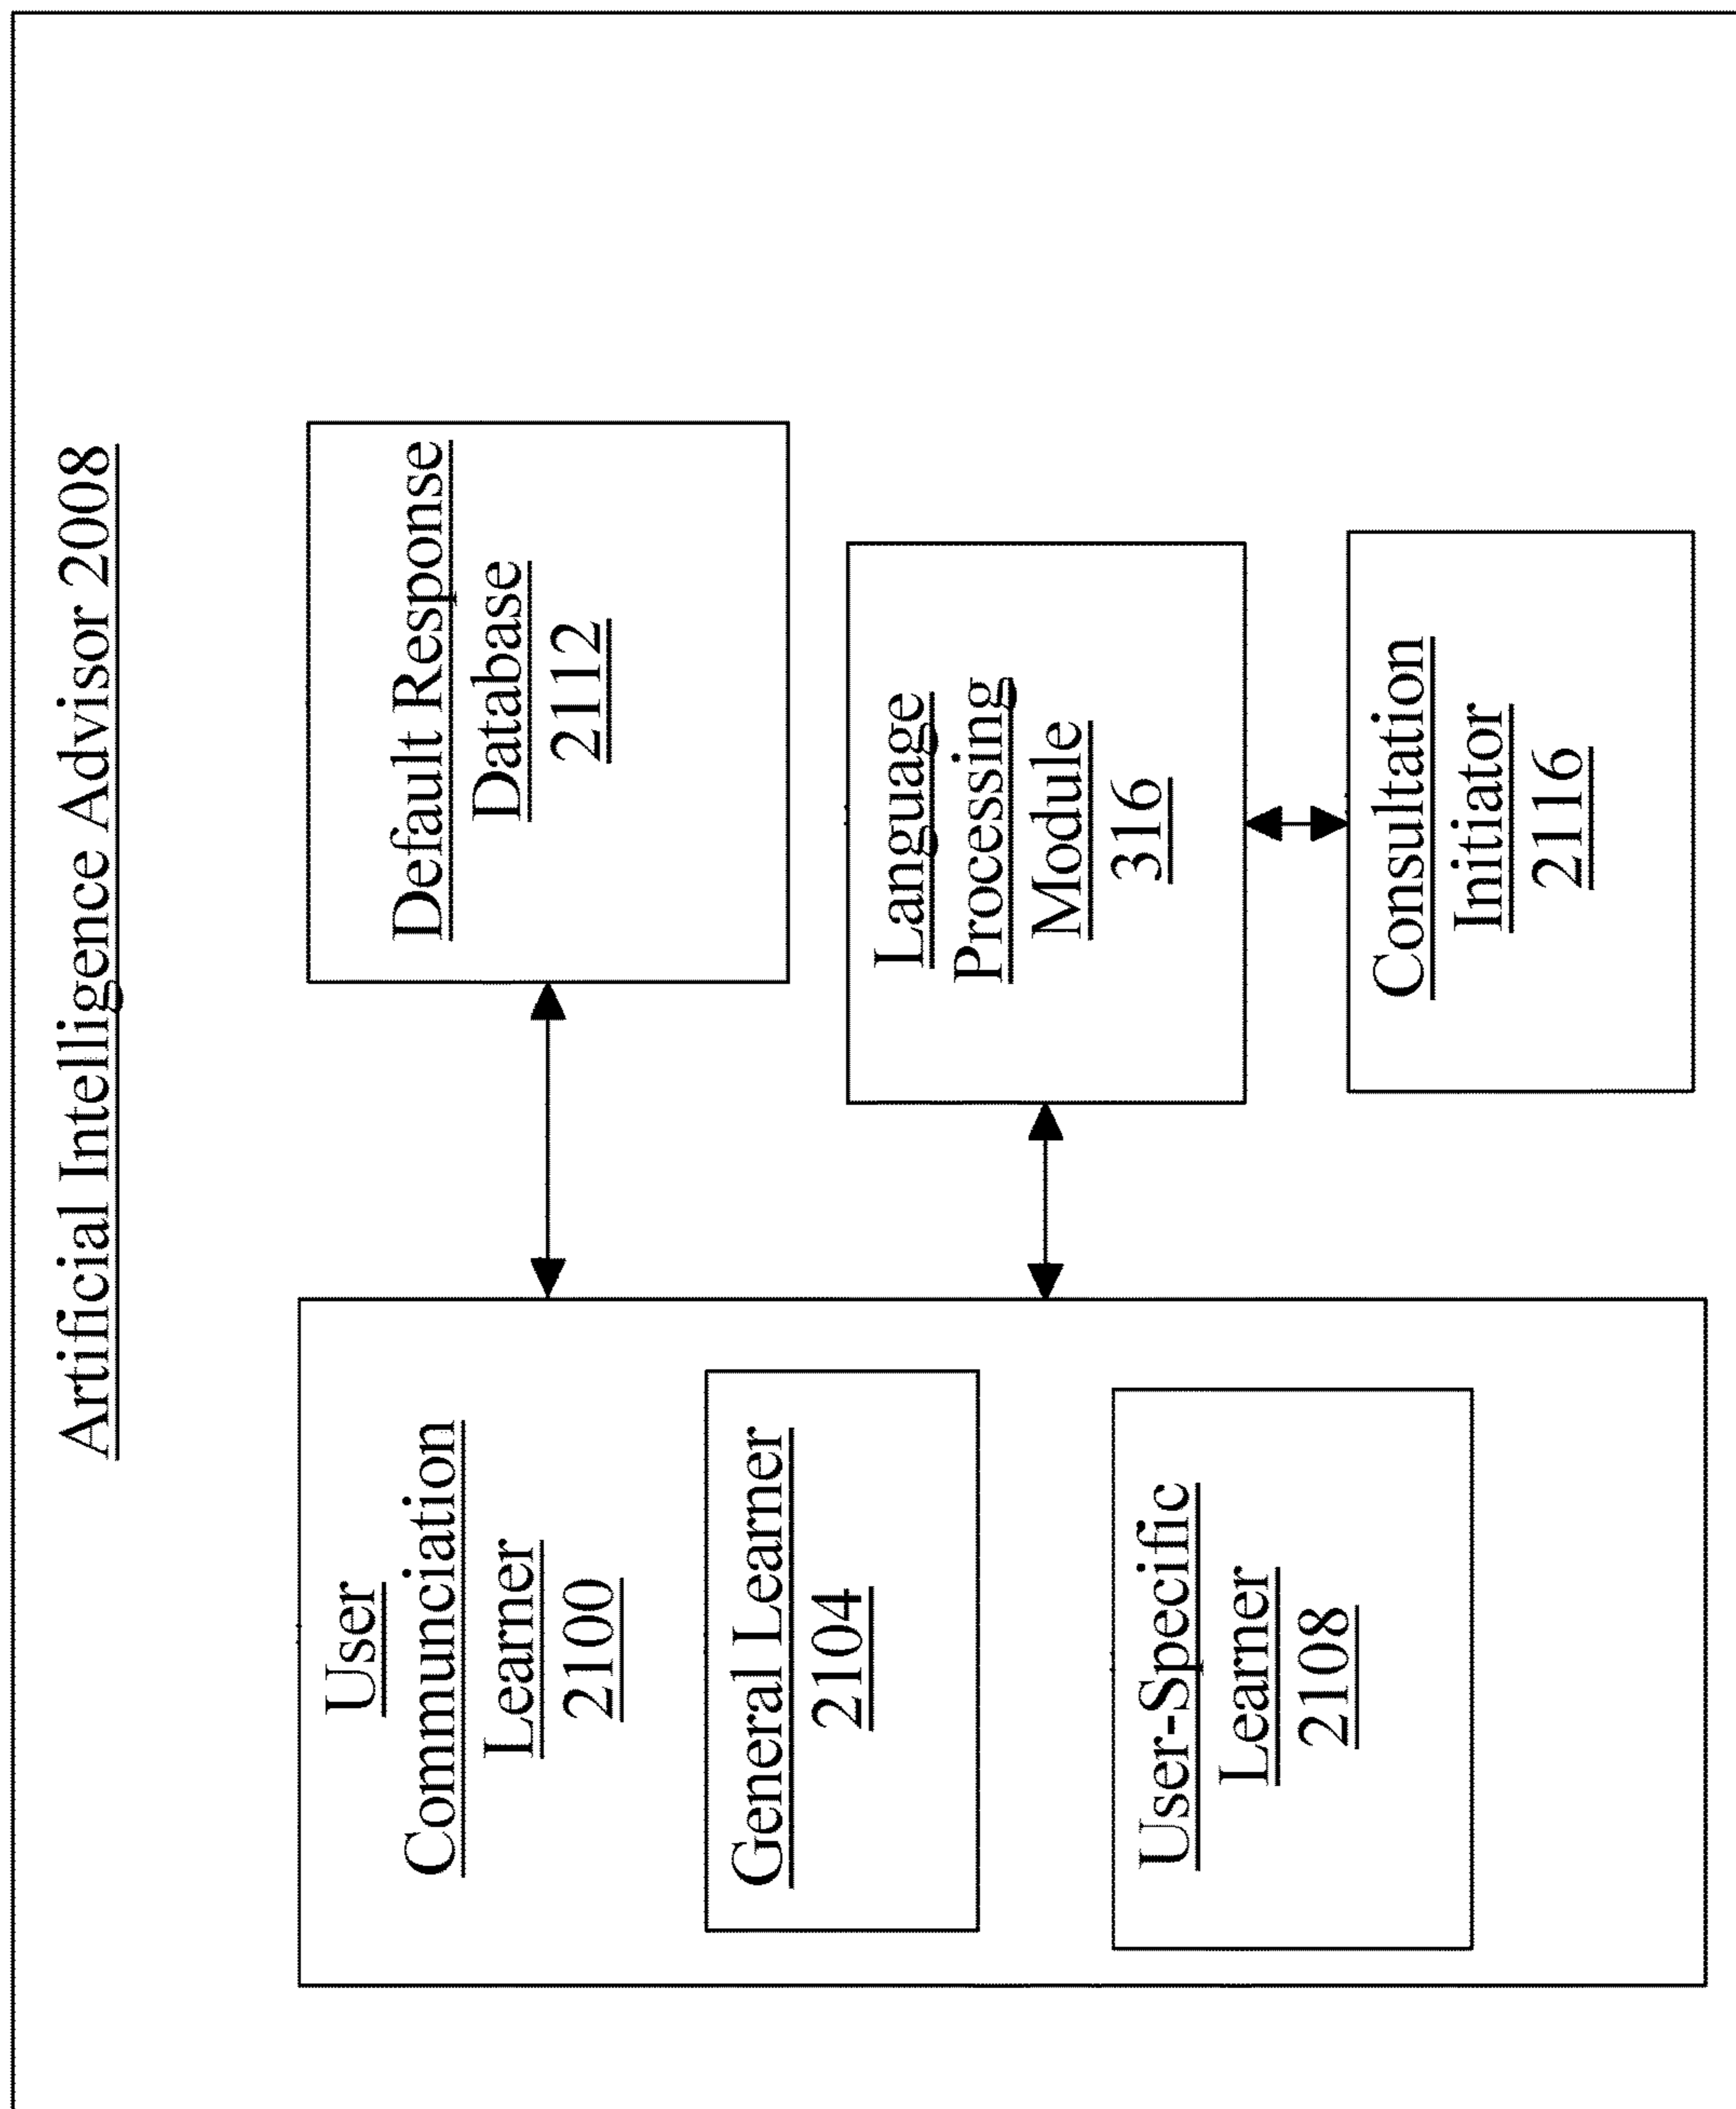 Artificial Intelligence Advisor 2008
User
Communciation
Learner
2100
General Learner
2104
User-Specific
Learner
2108
Default Response
Database
2112
Language
Processing
Module
316
Consultation
Initiator
2116